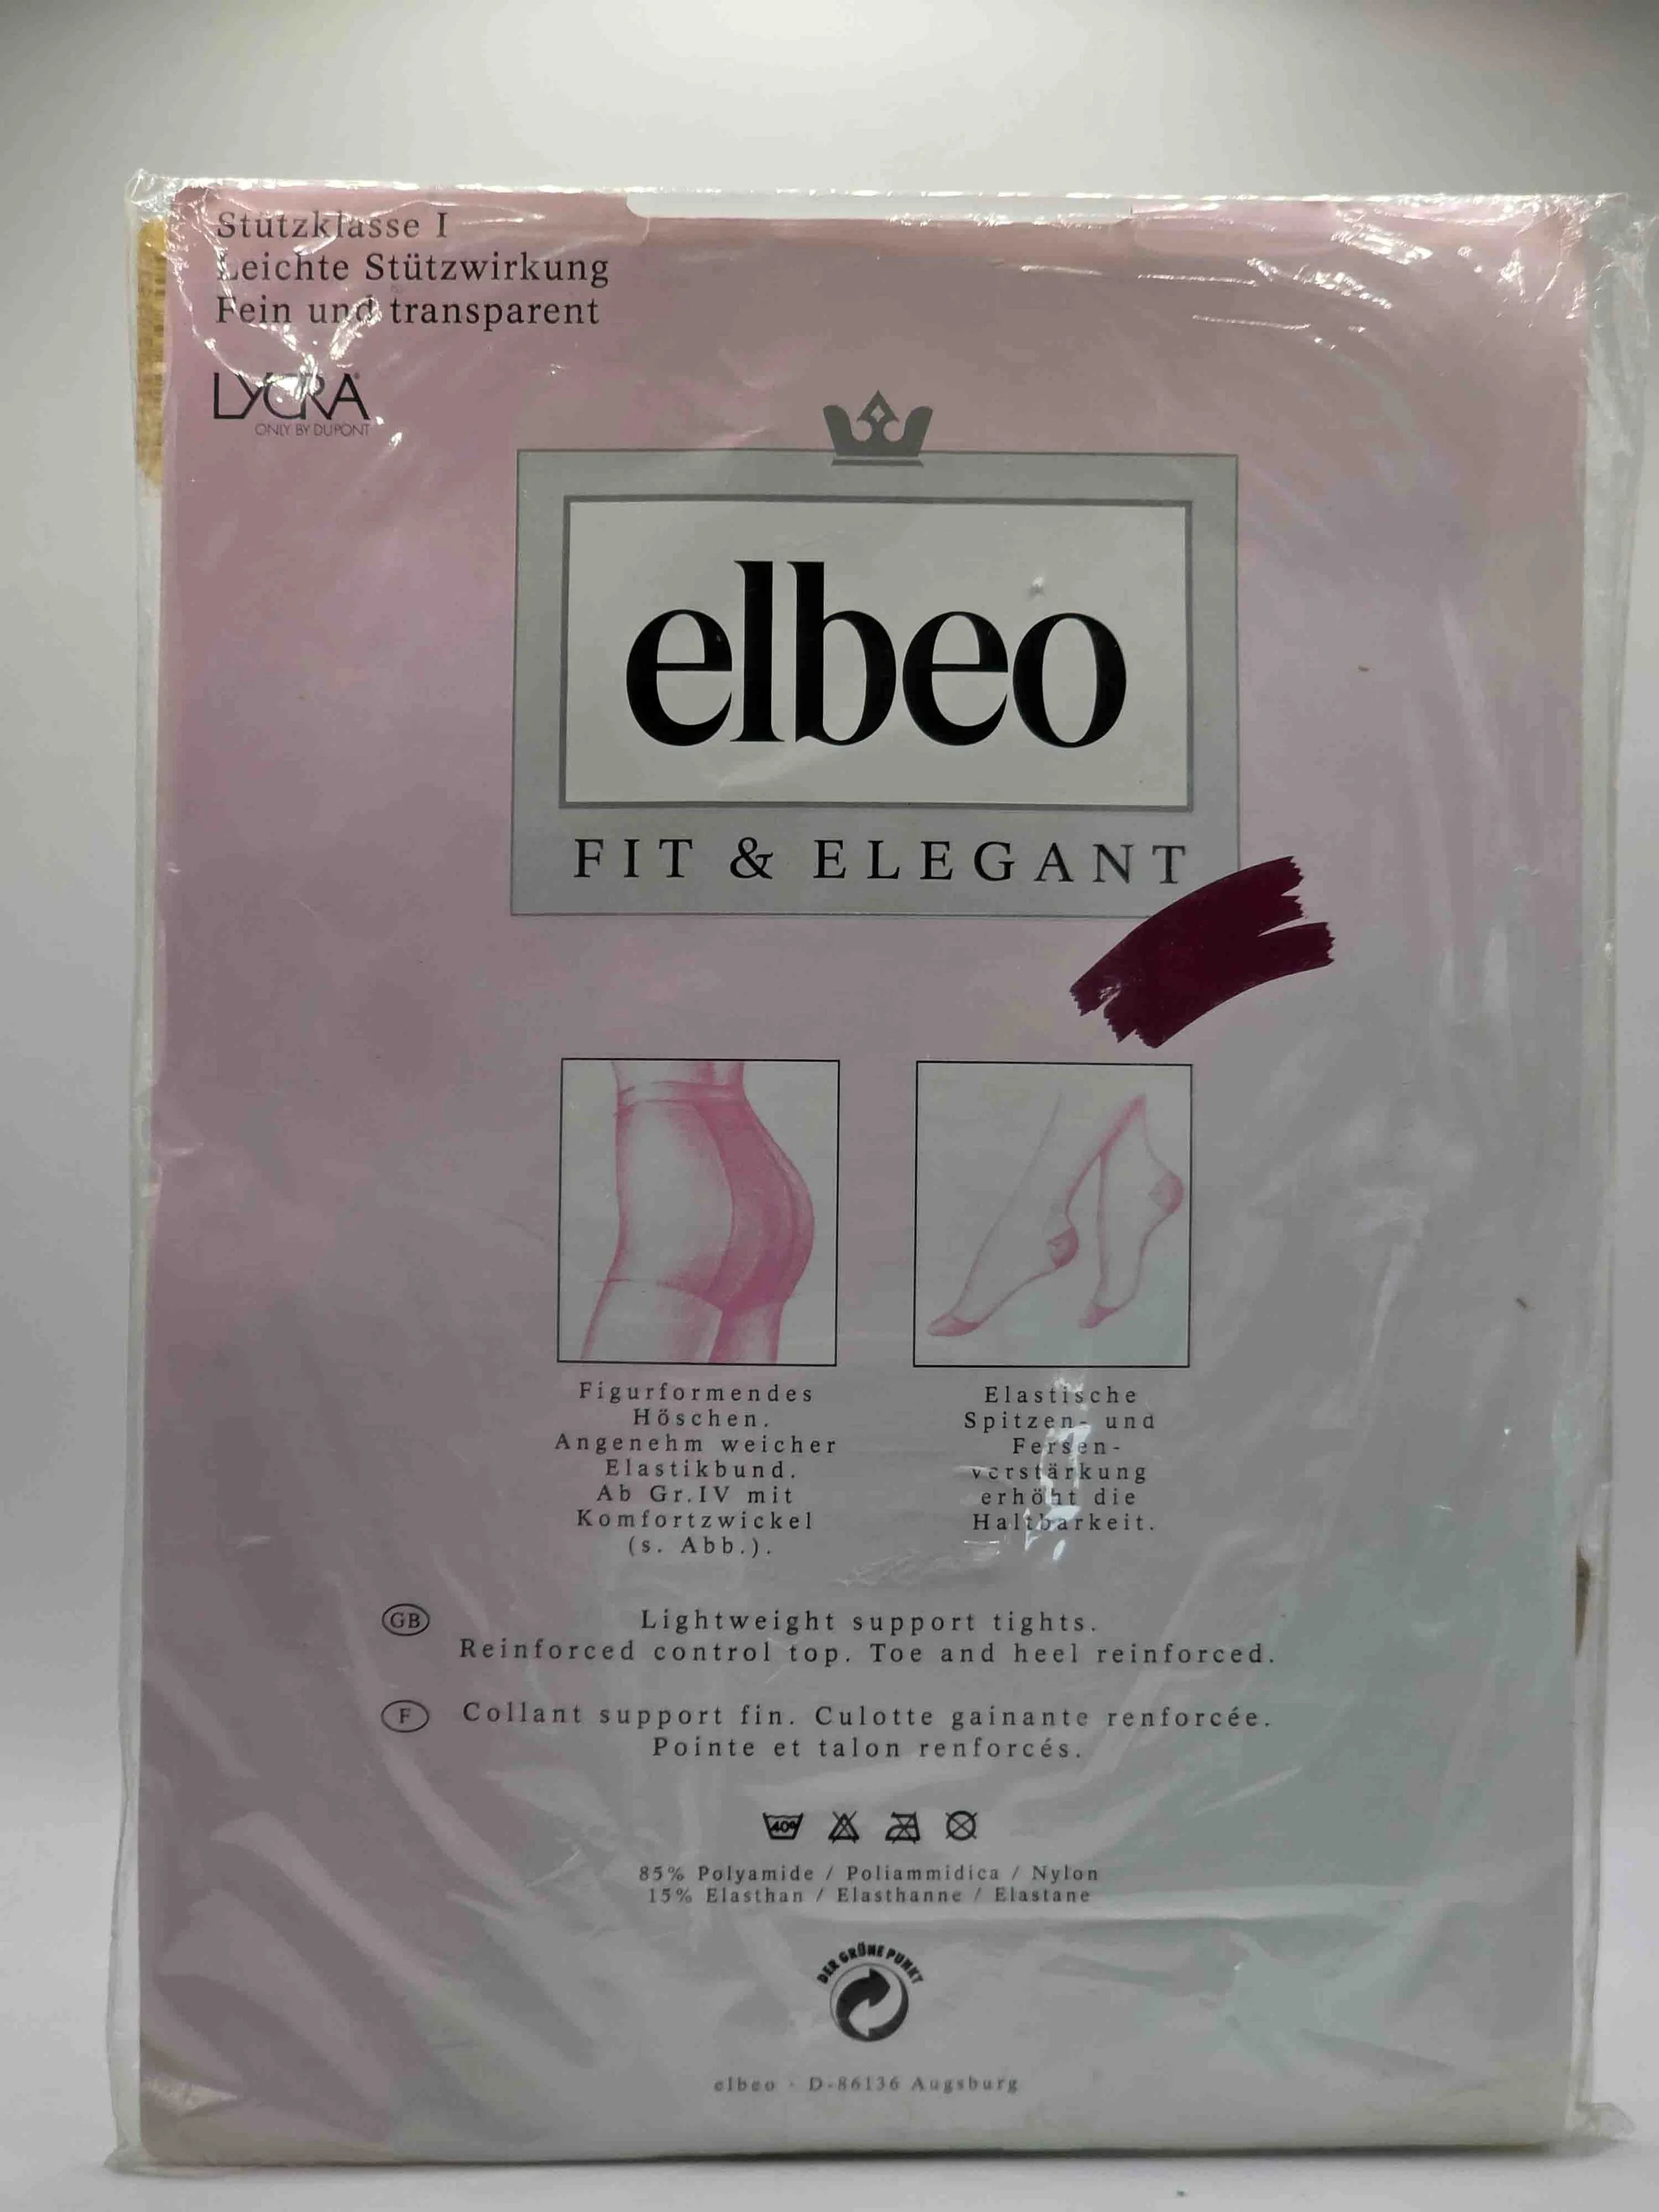 Stützklasse I
Leichte Stützwirkung
Fein und transparent
LYCRA®
ONLY BY DUPONT
elbeo
FIT & ELEGANT
Figurformendes
Höschen.
Angenehm weicher
Elastikbund.
Ab Gr.IV mit
Komfortzwickel
(s. Abb.).
Elastische
Spitzen- und
Fersen-
verstärkung
erhöht die
Haltbarkeit.
GB Lightweight support tights.
Reinforced control top. Toe and heel reinforced.
F Collant support fin. Culotte gainante renforcée.
Pointe et talon renforcés.
40°
85% Polyamide / Poliammidica / Nylon
15% Elasthan / Elasthanne / Elastane
DER GRÜNE PUNKT
elbeo · D-86136 Augsburg